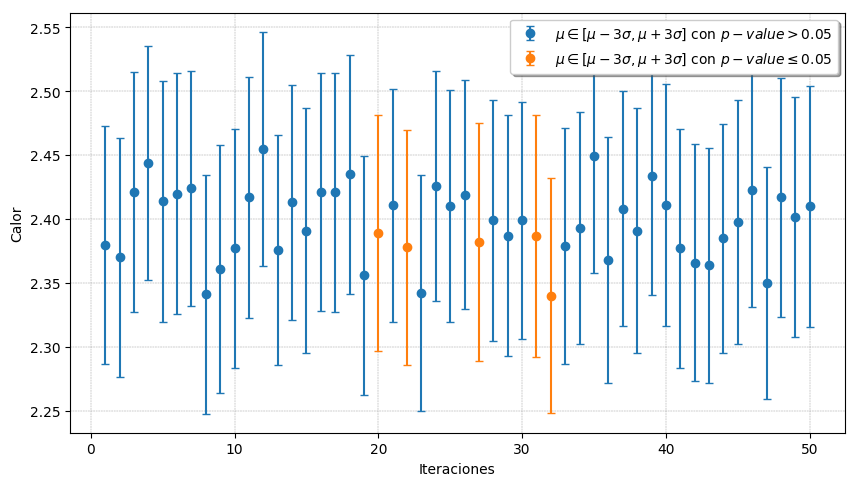 μ ∈ [μ − 3σ, μ + 3σ] con p − value > 0.05
μ ∈ [μ − 3σ, μ + 3σ] con p − value ≤ 0.05
Calor
2.55
2.50
2.45
2.40
2.35
2.30
2.25
0 10 20 30 40 50
Iteraciones